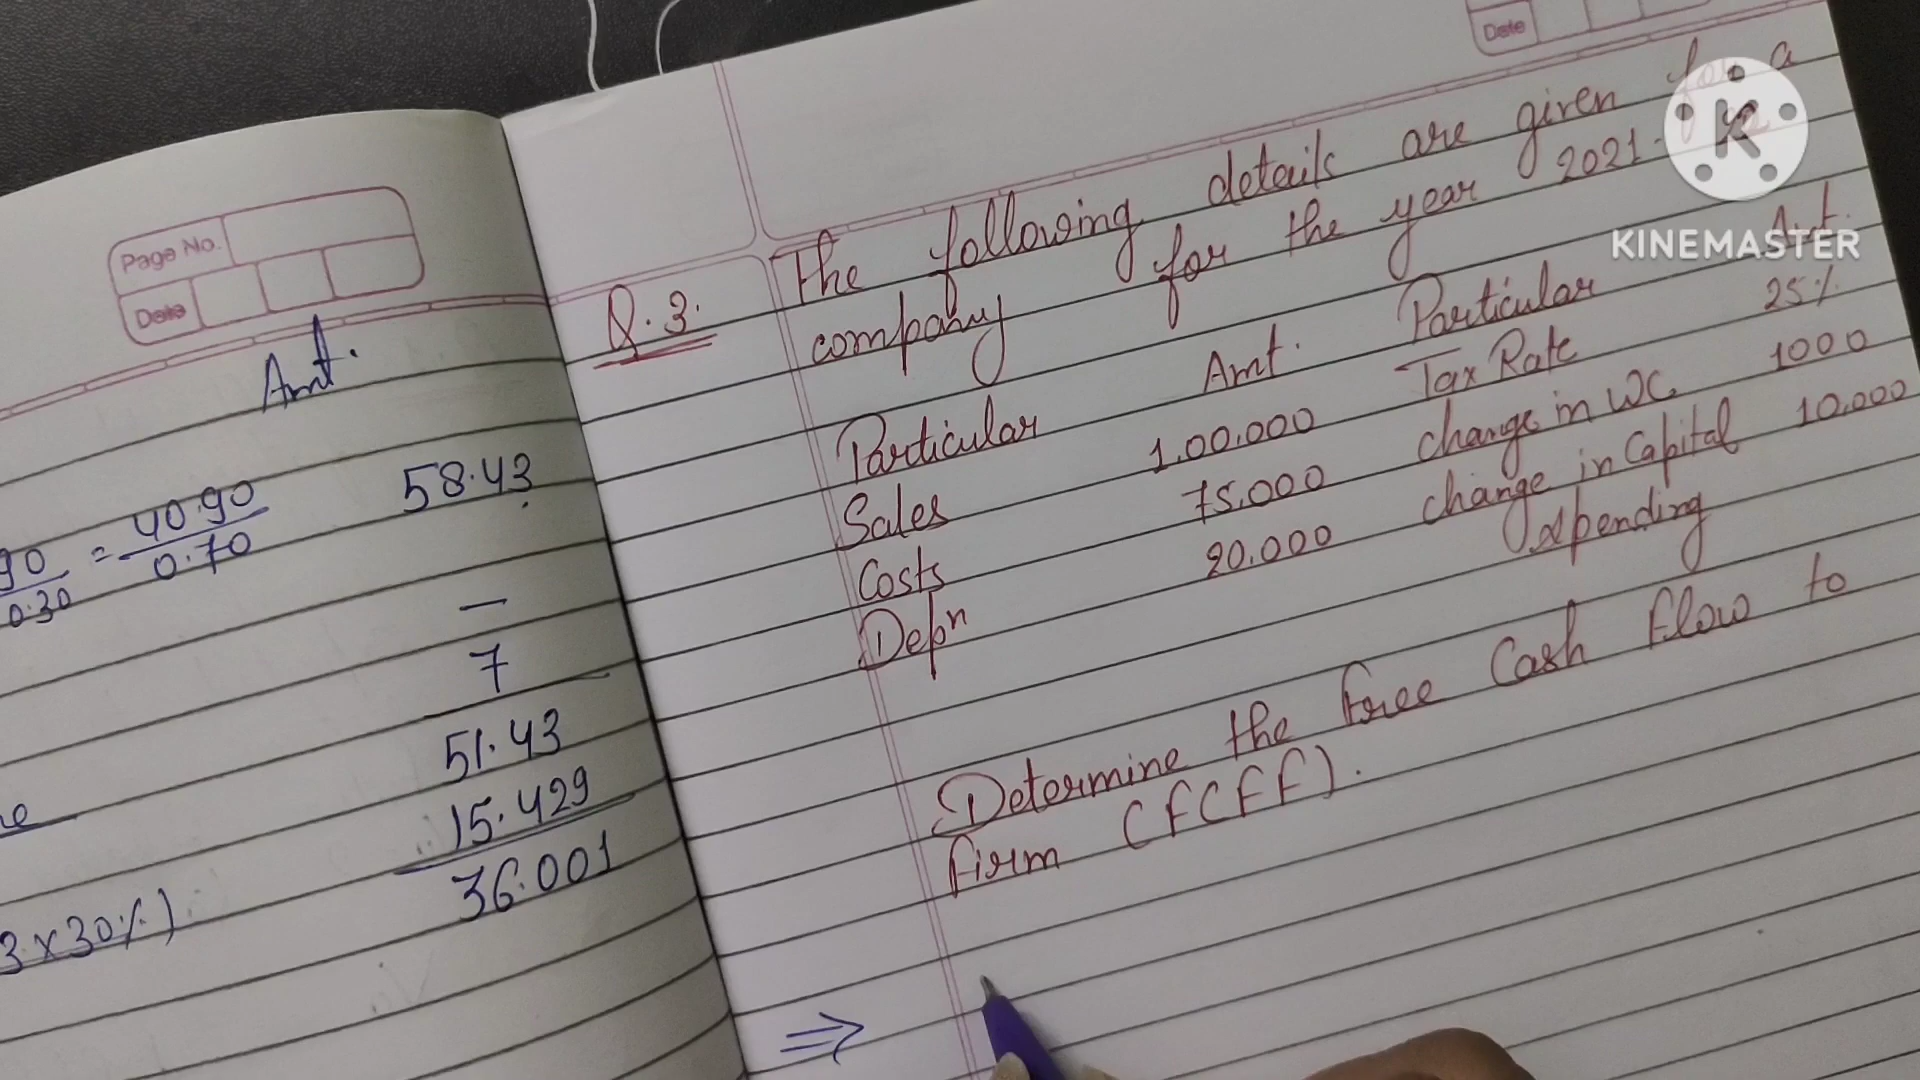 Date
Page No.
Date
Amt.
90/0.30 = 40.90/0.70 58.43
—
7
51.43
15.429
3 x 30%)
36.001
Q.3. The following details are given for a
company for the year 2021-
Particular Amt. Particular Amt.
Sales 1,00,000 Tax Rate 25%
Costs 75,000 change in WC 1000
Depn 20,000 change in Capital 10,000
spending
Determine the free Cash flow to
firm (FCFF).
⇒
K
KINEMASTER